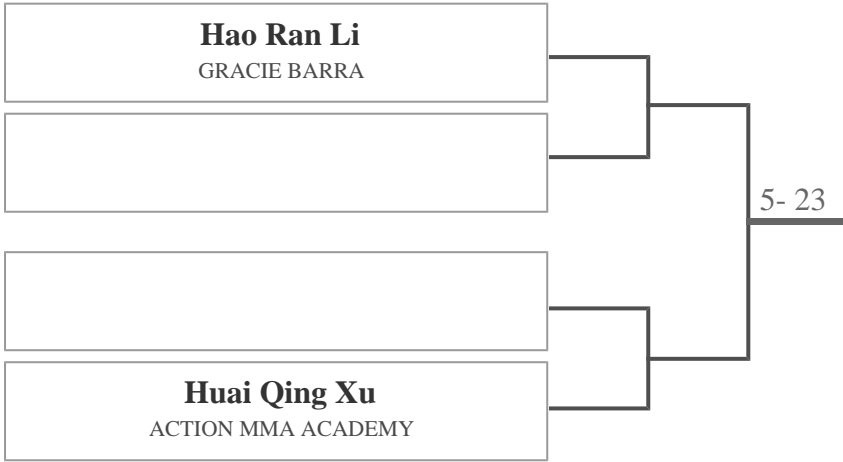 Hao Ran Li
GRACIE BARRA
5- 23
Huai Qing Xu
ACTION MMA ACADEMY